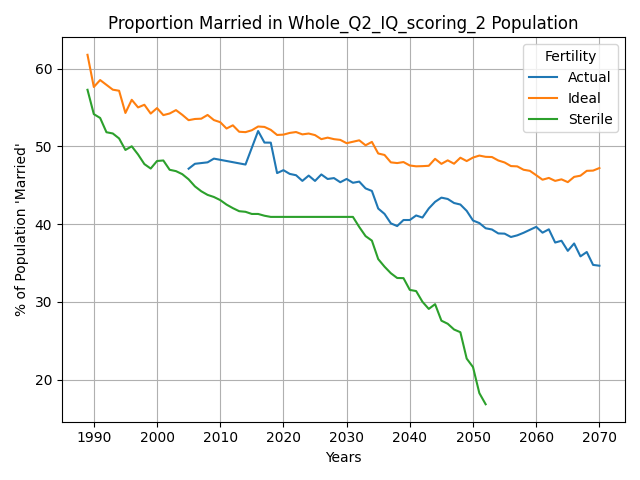 Proportion Married in Whole_Q2_IQ_scoring_2 Population
% of Population 'Married'
60
50
40
30
20
Fertility
Actual
Ideal
Sterile
1990 2000 2010 2020 2030 2040 2050 2060 2070
Years